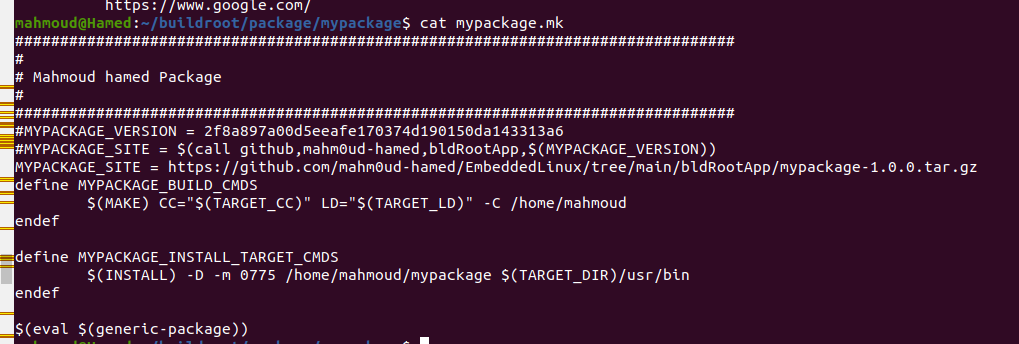 https://www.google.com/
mahmoud@Hamed:~/buildroot/package/mypackage$ cat mypackage.mk
################################################################################
#
# Mahmoud hamed Package
#
################################################################################
#MYPACKAGE_VERSION = 2f8a897a00d5eeafe170374d190150da143313a6
#MYPACKAGE_SITE = $(call github,mahm0ud-hamed,bldRootApp,$(MYPACKAGE_VERSION))
MYPACKAGE_SITE = https://github.com/mahm0ud-hamed/EmbeddedLinux/tree/main/bldRootApp/mypackage-1.0.0.tar.gz
define MYPACKAGE_BUILD_CMDS
        $(MAKE) CC="$(TARGET_CC)" LD="$(TARGET_LD)" -C /home/mahmoud
endef

define MYPACKAGE_INSTALL_TARGET_CMDS
        $(INSTALL) -D -m 0775 /home/mahmoud/mypackage $(TARGET_DIR)/usr/bin
endef

$(eval $(generic-package))